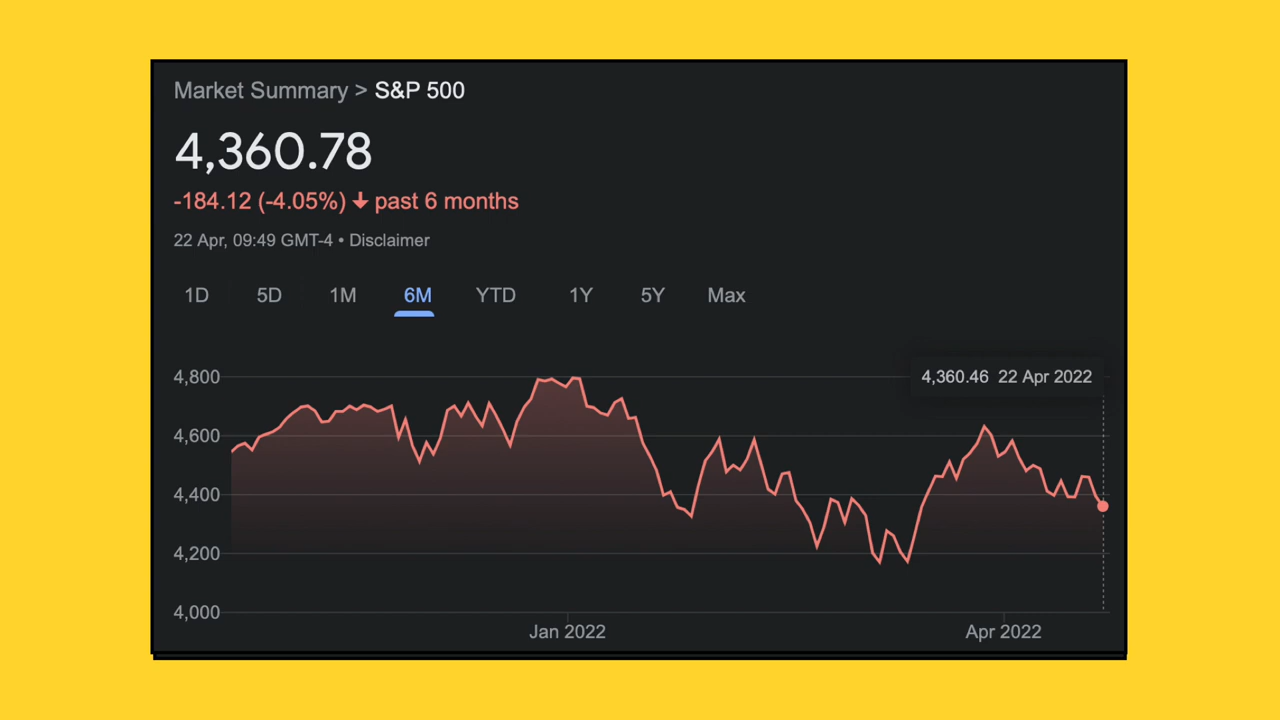 Market Summary > S&P 500
4,360.78
-184.12 (-4.05%) ↓ past 6 months
22 Apr, 09:49 GMT-4 • Disclaimer
1D 5D 1M 6M YTD 1Y 5Y Max
4,800
4,360.46 22 Apr 2022
4,600
4,400
4,200
4,000
Jan 2022 Apr 2022